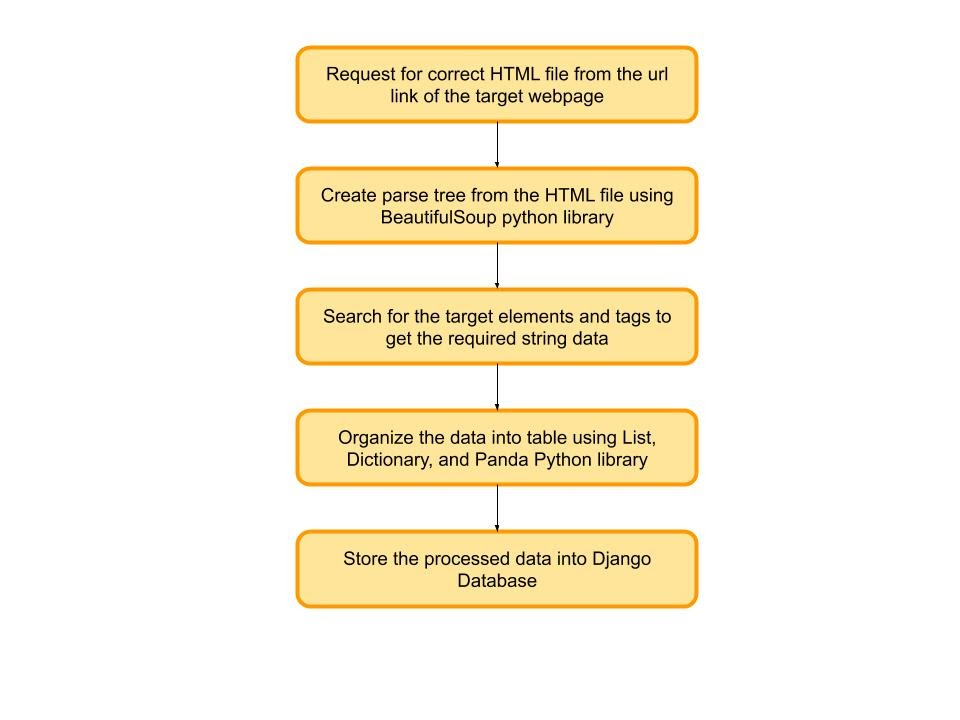 Request for correct HTML file from the url
link of the target webpage
Create parse tree from the HTML file using
BeautifulSoup python library
Search for the target elements and tags to
get the required string data
Organize the data into table using List,
Dictionary, and Panda Python library
Store the processed data into Django
Database